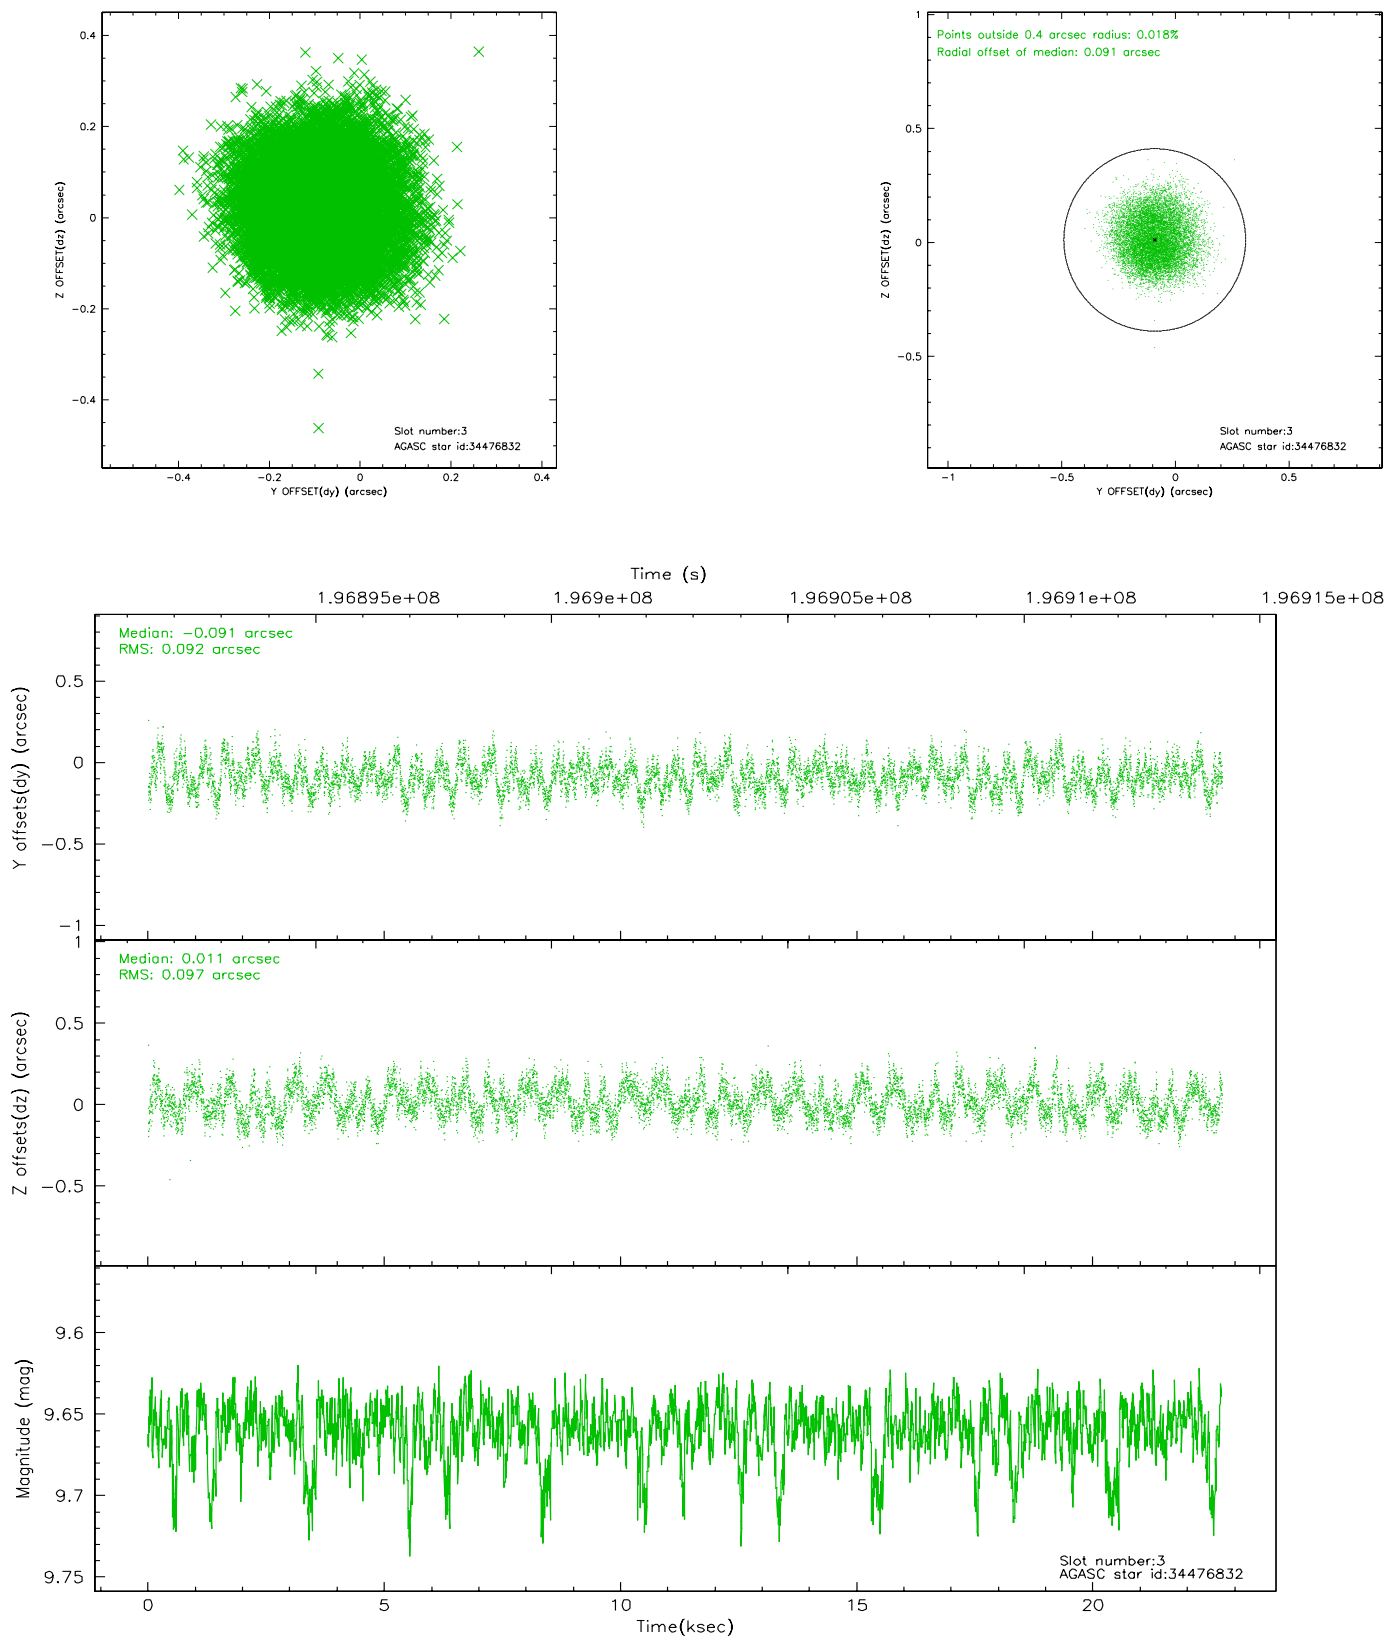 0.4
0.2
0
−0.2
−0.4
Z OFFSET(dz) (arcsec)
Slot number:3
AGASC star id:34476832
−0.4
−0.2
0
0.2
0.4
Y OFFSET(dy) (arcsec)
Points outside 0.4 arcsec radius: 0.018%
Radial offset of median: 0.091 arcsec
1
0.5
0
−0.5
Z OFFSET(dz) (arcsec)
Slot number:3
AGASC star id:34476832
−1
−0.5
0
0.5
Y OFFSET(dy) (arcsec)
Time (s)
1.96895e+08
1.969e+08
1.96905e+08
1.9691e+08
1.96915e+08
Median: −0.091 arcsec
RMS: 0.092 arcsec
0.5
0
−0.5
−1
Y offsets(dy) (arcsec)
Median: 0.011 arcsec
RMS: 0.097 arcsec
1
0.5
0
−0.5
Z offsets(dz) (arcsec)
9.6
9.65
9.7
9.75
Magnitude (mag)
Slot number:3
AGASC star id:34476832
0
5
10
15
20
Time(ksec)